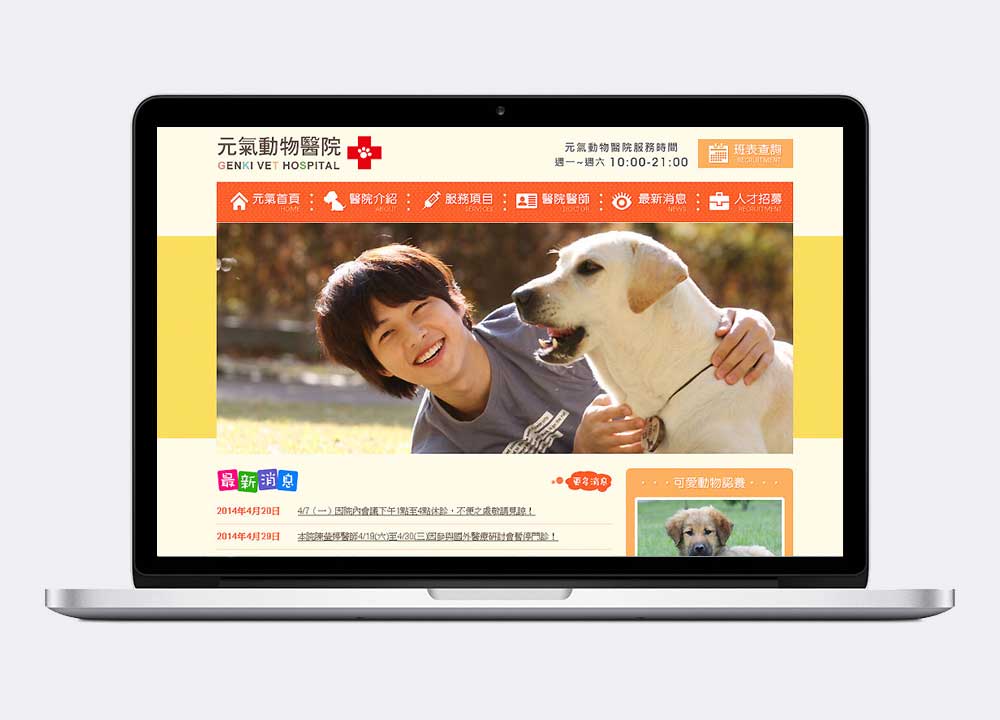 元氣動物醫院
GENKI VET HOSPITAL
元氣動物醫院服務時間
週一~週六 10:00-21:00
班表查詢
RECRUITMENT
元氣首頁
HOME
醫院介紹
ABOUT
服務項目
SERVICES
醫院醫師
DOCTOR
最新消息
NEWS
人才招募
RECRUITMENT
最新消息
更多消息
2014年4月20日 4/7（一）因院內會議下午1點至4點休診，不便之處敬請見諒！
2014年4月29日 本院陳瑩婷醫師4/19(六)至4/30(三)因參與國外醫療研討會暫停門診！
可愛動物認養